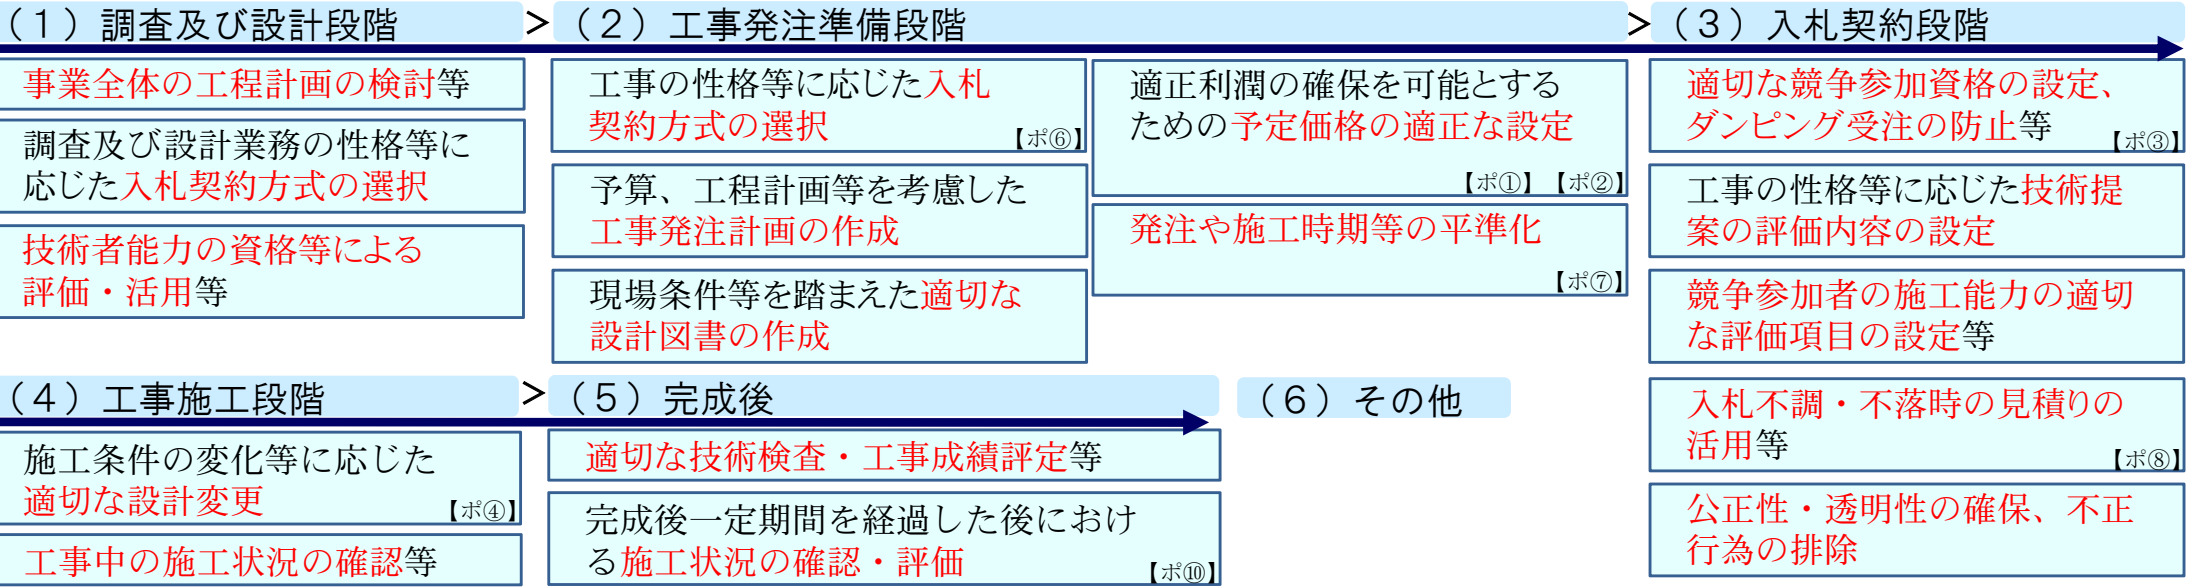 （１）調査及び設計段階
>
（２）工事発注準備段階
>
（３）入札契約段階
事業全体の工程計画の検討等
調査及び設計業務の性格等に
応じた入札契約方式の選択
技術者能力の資格等による
評価・活用等
工事の性格等に応じた入札
契約方式の選択
【ポ⑥】
予算、工程計画等を考慮した
工事発注計画の作成
現場条件等を踏まえた適切な
設計図書の作成
適正利潤の確保を可能とする
ための予定価格の適正な設定
【ポ①】【ポ②】
発注や施工時期等の平準化
【ポ⑦】
適切な競争参加資格の設定、
ダンピング受注の防止等
【ポ③】
工事の性格等に応じた技術提
案の評価内容の設定
競争参加者の施工能力の適切
な評価項目の設定等
入札不調・不落時の見積りの
活用等
【ポ⑧】
公正性・透明性の確保、不正
行為の排除
（４）工事施工段階
>
（５）完成後
（６）その他
施工条件の変化等に応じた
適切な設計変更
【ポ④】
工事中の施工状況の確認等
適切な技術検査・工事成績評定等
完成後一定期間を経過した後におけ
る施工状況の確認・評価
【ポ⑩】